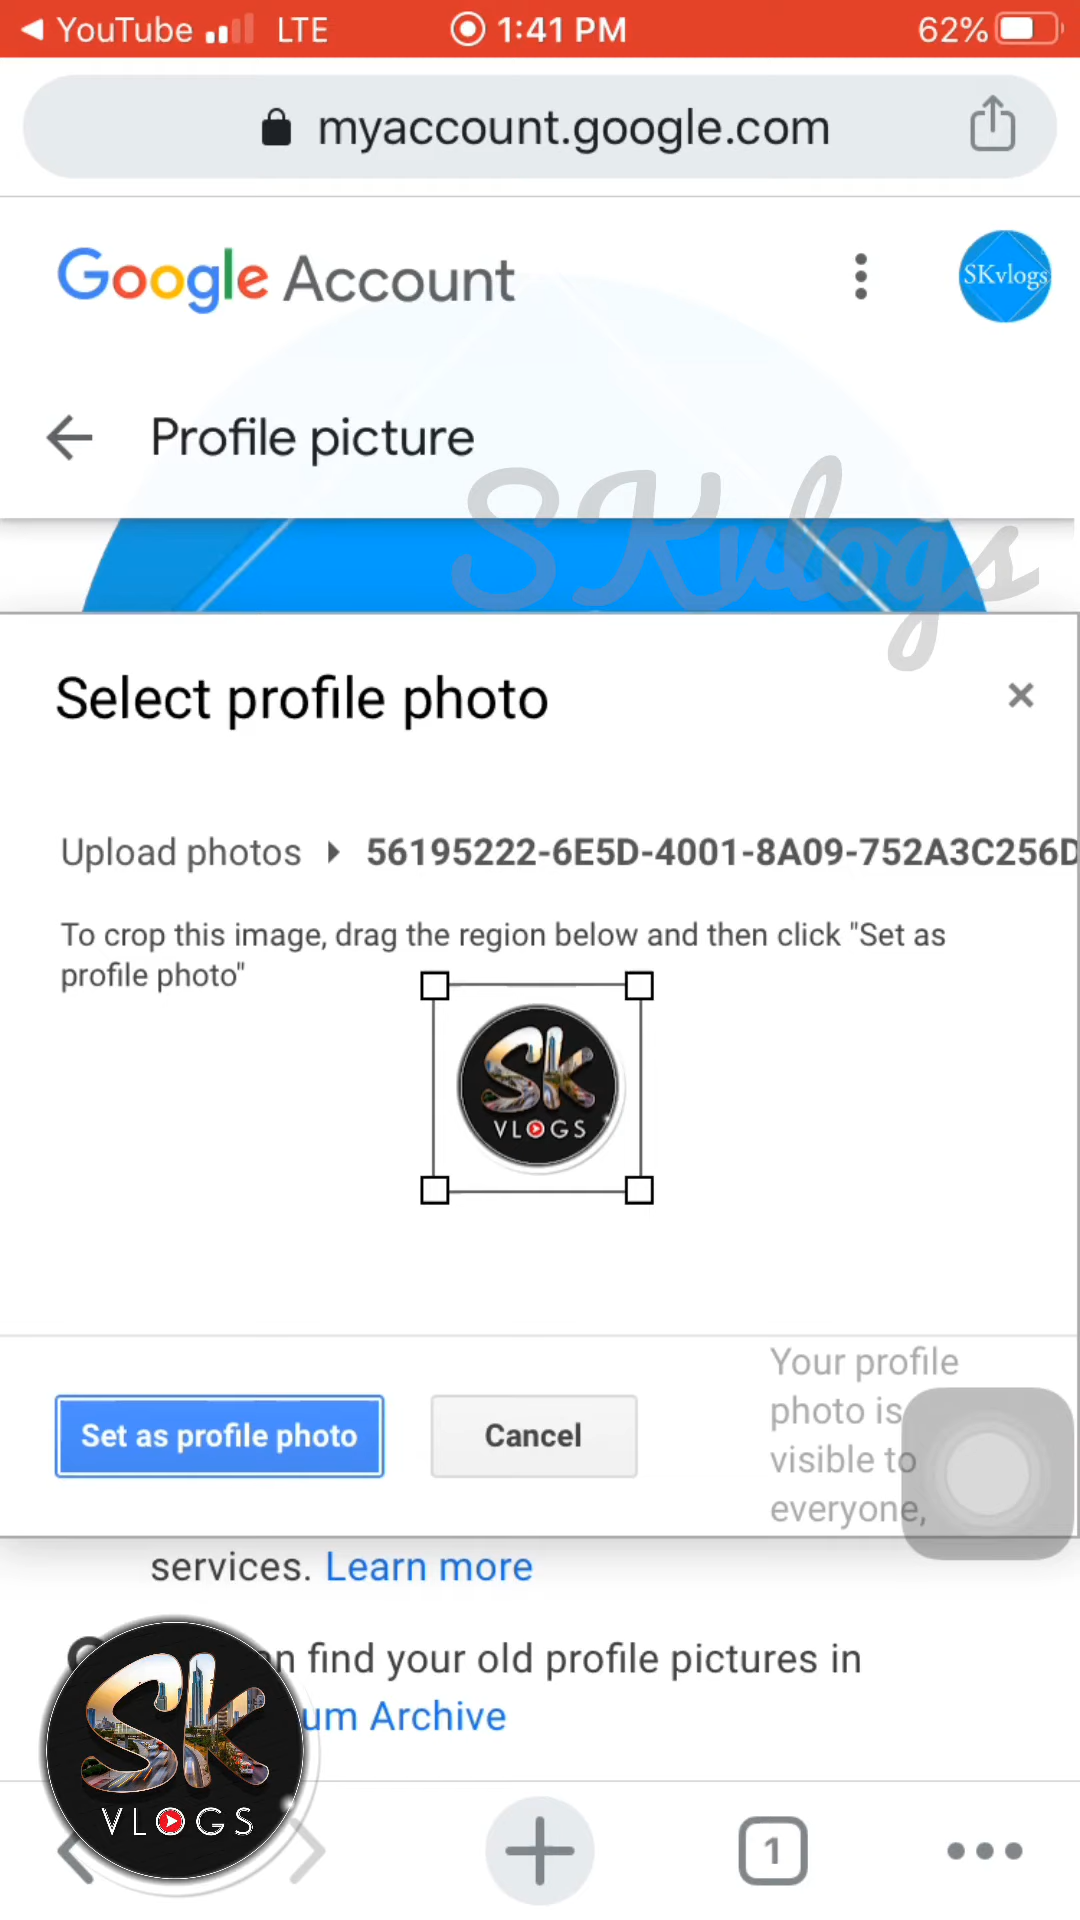 YouTube LTE 1:41 PM 62%
myaccount.google.com
Google Account
SKvlogs
Profile picture
SKvlogs
Select profile photo
Upload photos 56195222-6E5D-4001-8A09-752A3C256D
To crop this image, drag the region below and then click "Set as
profile photo"
Sk
VLOGS
Your profile
photo is
visible to
everyone,
Set as profile photo Cancel
services. Learn more
n find your old profile pictures in
um Archive
Sk
VLOGS
1